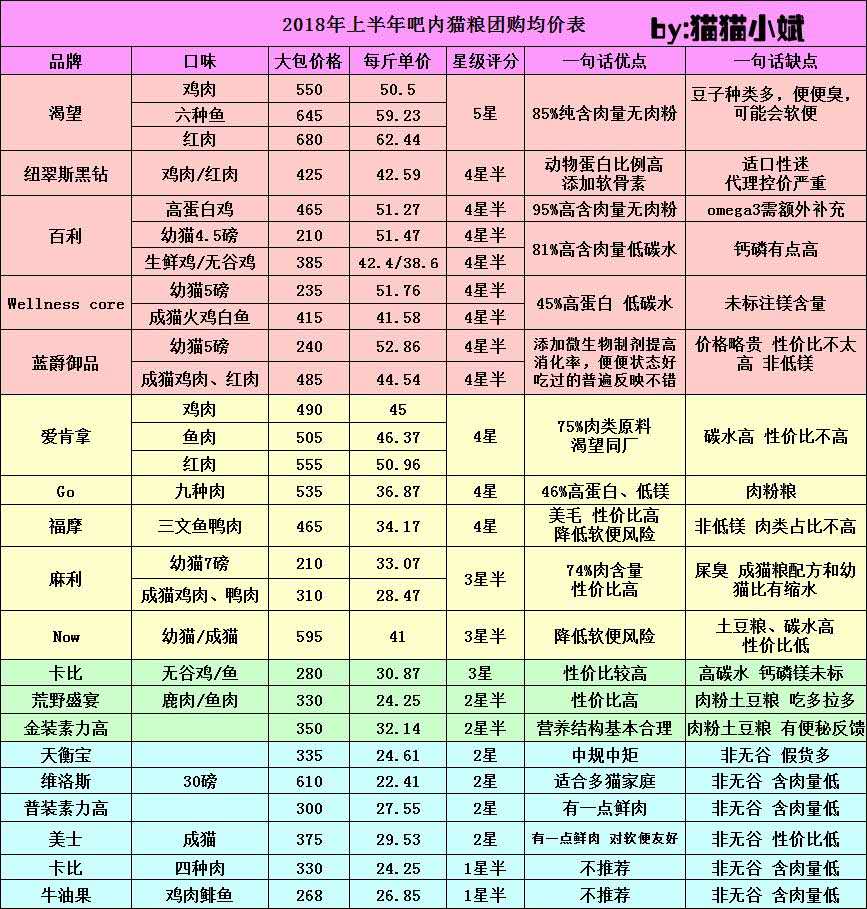 2018年上半年吧内猫粮团购均价表
by:猫猫小斌
品牌 口味 大包价格 每斤单价 星级评分 一句话优点 一句话缺点
渴望 鸡肉 550 50.5 5星 85%纯含肉量无肉粉 豆子种类多，便便臭，
可能会软便
六种鱼 645 59.23
红肉 680 62.44
纽翠斯黑钻 鸡肉/红肉 425 42.59 4星半 动物蛋白比例高
添加软骨素
适口性迷
代理控价严重
百利 高蛋白鸡 465 51.27 4星半 95%高含肉量无肉粉 omega3需额外补充
幼猫4.5磅 210 51.47 4星半 81%高含肉量低碳水 钙磷有点高
生鲜鸡/无谷鸡 385 42.4/38.6 4星半
Wellness core 幼猫5磅 235 51.76 4星半 45%高蛋白 低碳水 未标注镁含量
成猫火鸡白鱼 415 41.58 4星半
蓝爵御品 幼猫5磅 240 52.86 4星半 添加微生物制剂提高
消化率，便便状态好
吃过的普遍反映不错
价格略贵 性价比不太
高 非低镁
成猫鸡肉、红肉 485 44.54 4星半
爱肯拿 鸡肉 490 45 4星 75%肉类原料
渴望同厂
碳水高 性价比不高
鱼肉 505 46.37
红肉 555 50.96
Go 九种肉 535 36.87 4星 46%高蛋白、低镁 肉粉粮
福摩 三文鱼鸭肉 465 34.17 4星 美毛 性价比高
降低软便风险
非低镁 肉类占比不高
麻利 幼猫7磅 210 33.07 3星半 74%肉含量
性价比高
尿臭 成猫粮配方和幼
猫比有缩水
成猫鸡肉、鸭肉 310 28.47
Now 幼猫/成猫 595 41 3星半 降低软便风险 土豆粮、碳水高
性价比低
卡比 无谷鸡/鱼 280 30.87 3星 性价比较高 高碳水 钙磷镁未标
荒野盛宴 鹿肉/鱼肉 330 24.25 2星半 性价比高 肉粉土豆粮 吃多拉多
金装素力高 350 32.14 2星半 营养结构基本合理 肉粉土豆粮 有便秘反馈
天衡宝 335 24.61 2星 中规中矩 非无谷 假货多
维洛斯 30磅 610 22.41 2星 适合多猫家庭 非无谷 含肉量低
普装素力高 300 27.55 2星 有一点鲜肉 非无谷 含肉量低
美士 成猫 375 29.53 2星 有一点鲜肉 对软便友好 非无谷 性价比低
卡比 四种肉 330 24.25 1星半 不推荐 非无谷 含肉量低
牛油果 鸡肉鲱鱼 268 26.85 1星半 不推荐 非无谷 含肉量低